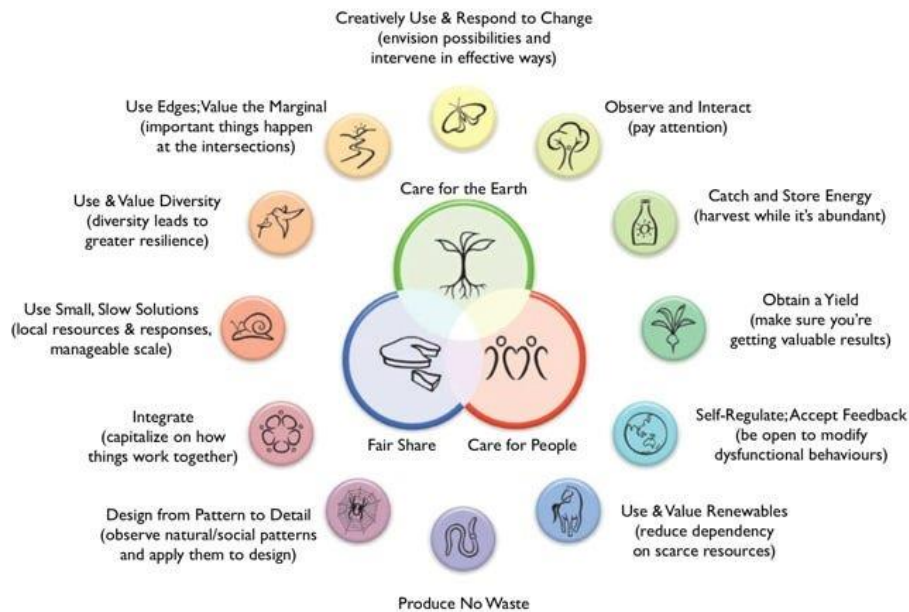 Creatively Use & Respond to Change
(envision possibilities and
intervene in effective ways)
Use Edges; Value the Marginal
(important things happen
at the intersections)
Observe and Interact
(pay attention)
Care for the Earth
Use & Value Diversity
(diversity leads to
greater resilience)
Catch and Store Energy
(harvest while it's abundant)
Use Small, Slow Solutions
(local resources & responses,
manageable scale)
Obtain a Yield
(make sure you're
getting valuable results)
Integrate
(capitalize on how
things work together)
Fair Share
Care for People
Self-Regulate; Accept Feedback
(be open to modify
dysfunctional behaviours)
Design from Pattern to Detail
(observe natural/social patterns
and apply them to design)
Use & Value Renewables
(reduce dependency
on scarce resources)
Produce No Waste